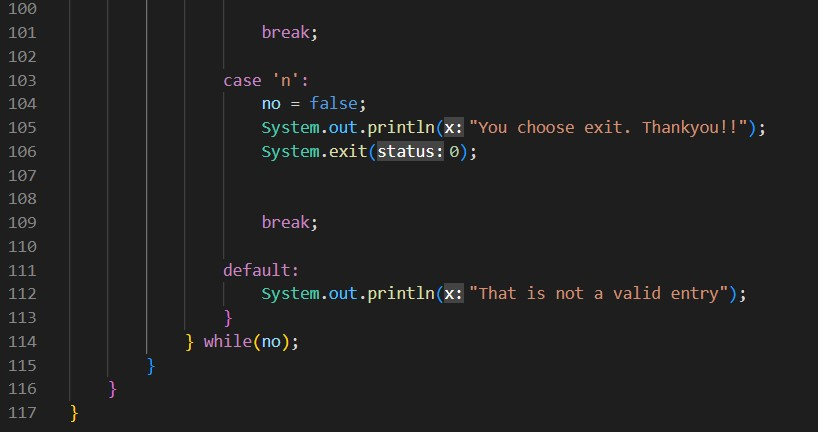 100
101 break;
102
103 case 'n':
104 no = false;
105 System.out.println(x: "You choose exit. Thankyou!!");
106 System.exit(status: 0);
107
108
109 break;
110
111 default:
112 System.out.println(x: "That is not a valid entry");
113 }
114 } while(no);
115 }
116 }
117 }